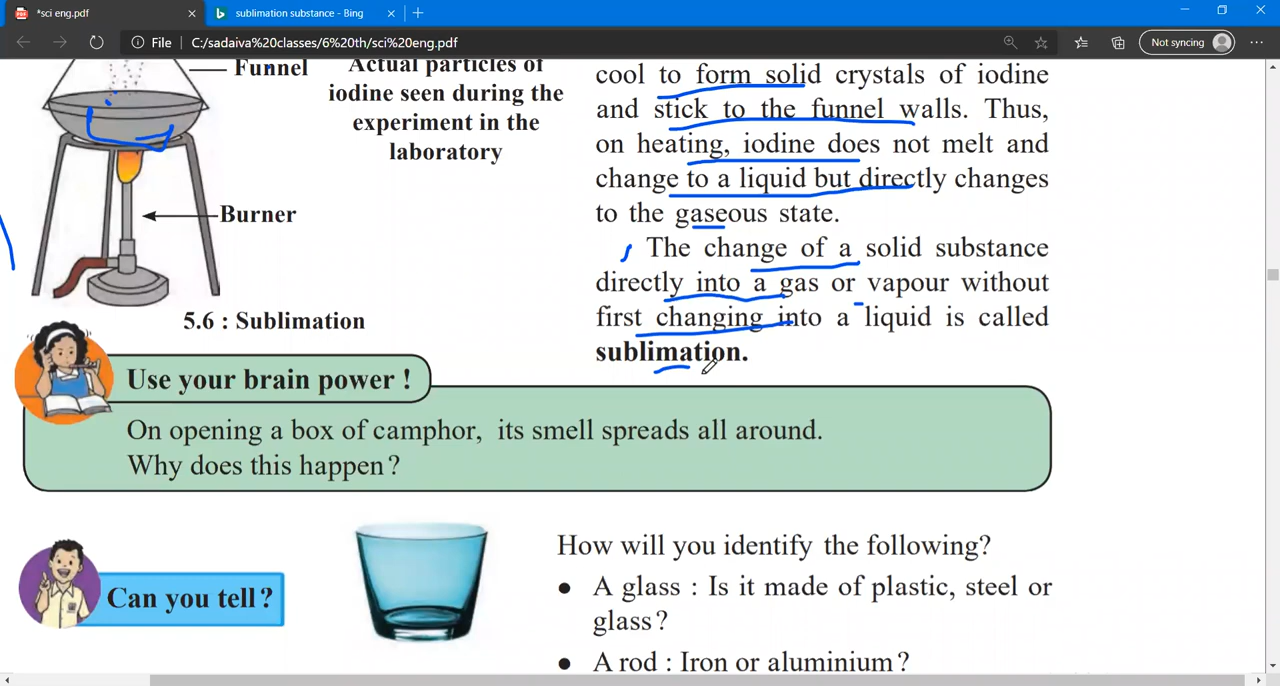 *sci eng.pdf
sublimation substance - Bing
File
C:/sadaiva%20classes/6%20th/sci%20eng.pdf
Not syncing
Funnel
Actual particles of
iodine seen during the
experiment in the
laboratory
Burner
5.6 : Sublimation
cool to form solid crystals of iodine
and stick to the funnel walls. Thus,
on heating, iodine does not melt and
change to a liquid but directly changes
to the gaseous state.
The change of a solid substance
directly into a gas or vapour without
first changing into a liquid is called
sublimation.
Use your brain power !
On opening a box of camphor, its smell spreads all around.
Why does this happen ?
Can you tell ?
How will you identify the following?
• A glass : Is it made of plastic, steel or
glass ?
• A rod : Iron or aluminium ?